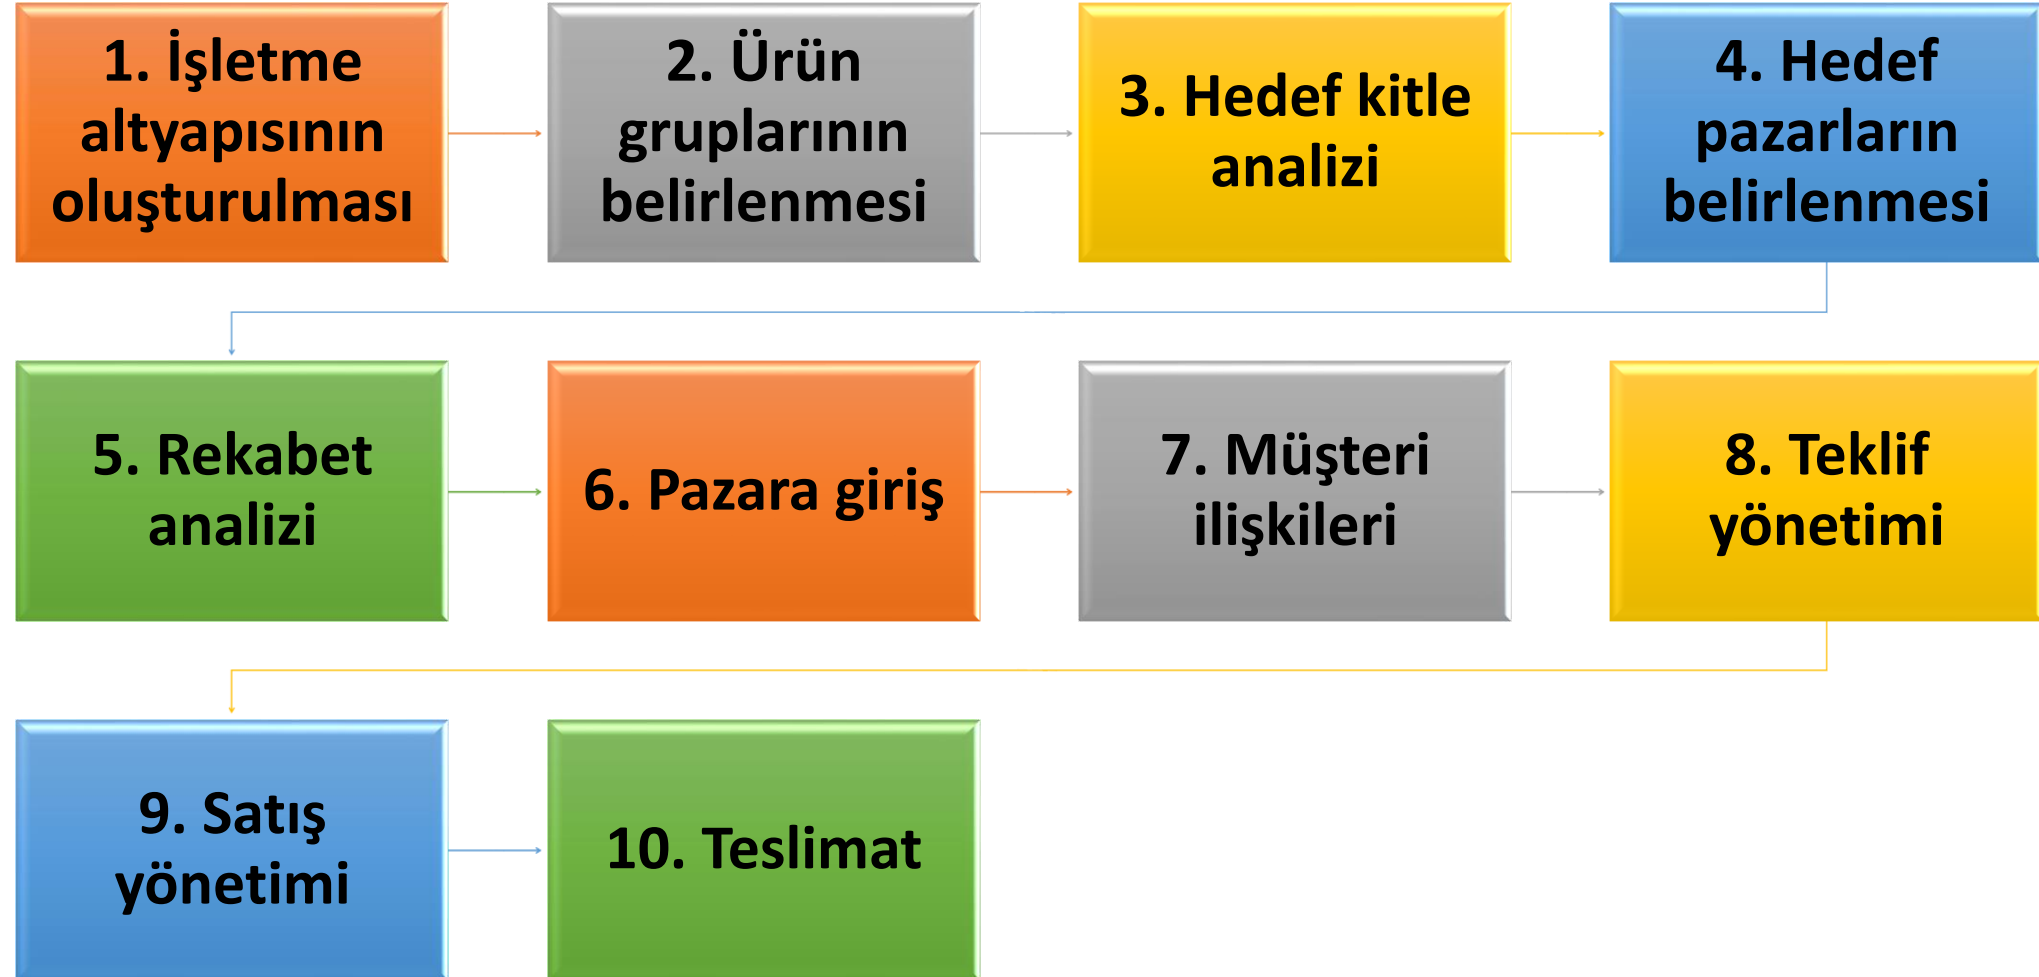 1. İşletme
altyapısının
oluşturulması
2. Ürün
gruplarının
belirlenmesi
3. Hedef kitle
analizi
4. Hedef
pazarların
belirlenmesi
5. Rekabet
analizi
6. Pazara giriş
7. Müşteri
ilişkileri
8. Teklif
yönetimi
9. Satış
yönetimi
10. Teslimat